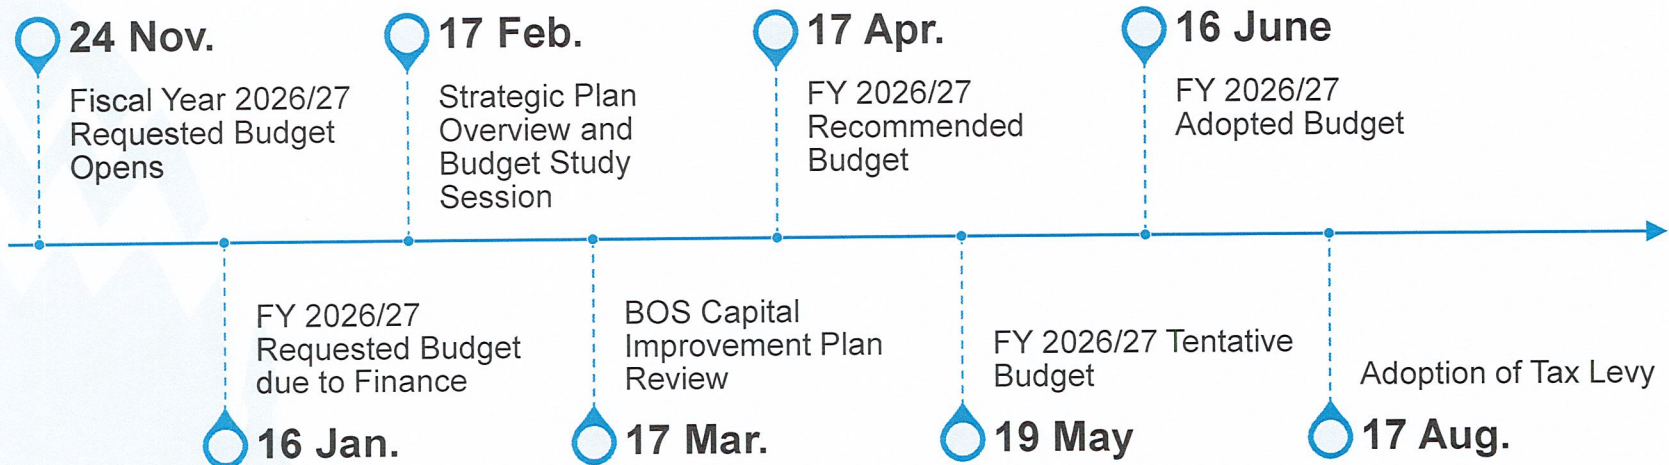 24 Nov.
Fiscal Year 2026/27
Requested Budget
Opens
FY 2026/27
Requested Budget
due to Finance
16 Jan.
17 Feb.
Strategic Plan
Overview and
Budget Study
Session
BOS Capital
Improvement Plan
Review
17 Mar.
17 Apr.
FY 2026/27
Recommended
Budget
FY 2026/27 Tentative
Budget
19 May
16 June
FY 2026/27
Adopted Budget
Adoption of Tax Levy
17 Aug.